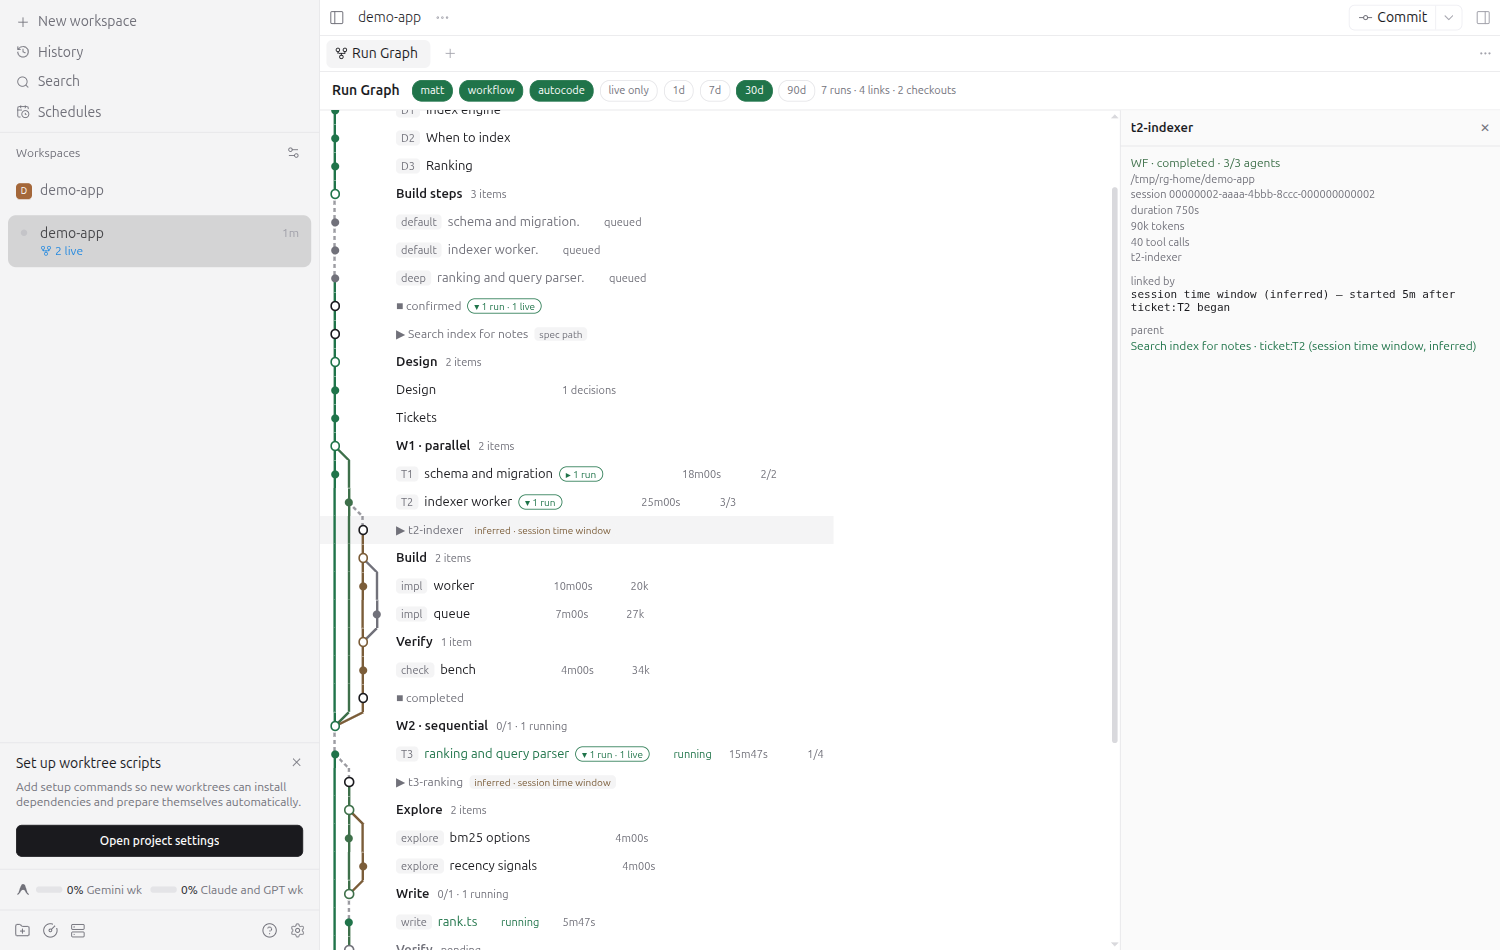 New workspace
History
Search
Schedules
Workspaces
D demo-app
demo-app 1m
2 live
Set up worktree scripts
Add setup commands so new worktrees can install
dependencies and prepare themselves automatically.
Open project settings
0% Gemini wk 0% Claude and GPT wk
demo-app
Commit
Run Graph
Run Graph matt workflow autocode live only 1d 7d 30d 90d 7 runs · 4 links · 2 checkouts
D1 Index engine
D2 When to index
D3 Ranking
Build steps 3 items
default schema and migration. queued
default indexer worker. queued
deep ranking and query parser. queued
■ confirmed ▾ 1 run · 1 live
▶ Search index for notes spec path
Design 2 items
Design 1 decisions
Tickets
W1 · parallel 2 items
T1 schema and migration ▸ 1 run 18m00s 2/2
T2 indexer worker ▾ 1 run 25m00s 3/3
▶ t2-indexer inferred · session time window
Build 2 items
impl worker 10m00s 20k
impl queue 7m00s 27k
Verify 1 item
check bench 4m00s 34k
■ completed
W2 · sequential 0/1 · 1 running
T3 ranking and query parser ▾ 1 run · 1 live running 15m47s 1/4
▶ t3-ranking inferred · session time window
Explore 2 items
explore bm25 options 4m00s
explore recency signals 4m00s
Write 0/1 · 1 running
write rank.ts running 5m47s
Verify pending
t2-indexer
WF · completed · 3/3 agents
/tmp/rg-home/demo-app
session 00000002-aaaa-4bbb-8ccc-000000000002
duration 750s
90k tokens
40 tool calls
t2-indexer
linked by
session time window (inferred) — started 5m after
ticket:T2 began
parent
Search index for notes · ticket:T2 (session time window, inferred)